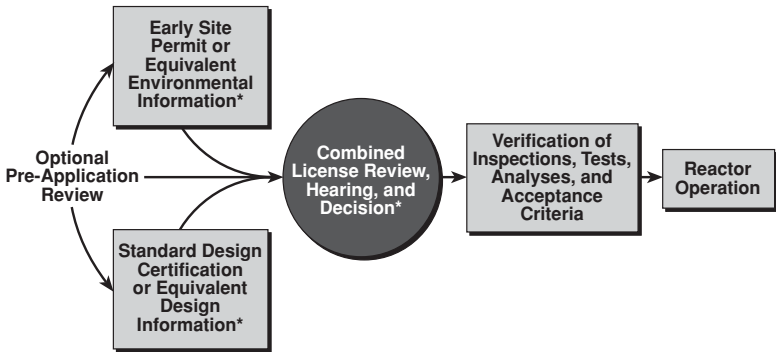 Early Site
Permit or
Equivalent
Environmental
Information*
Optional
Pre-Application
Review
Standard Design
Certification
or Equivalent
Design
Information*
Combined
License Review,
Hearing, and
Decision*
Verification of
Inspections, Tests,
Analyses, and
Acceptance
Criteria
Reactor
Operation